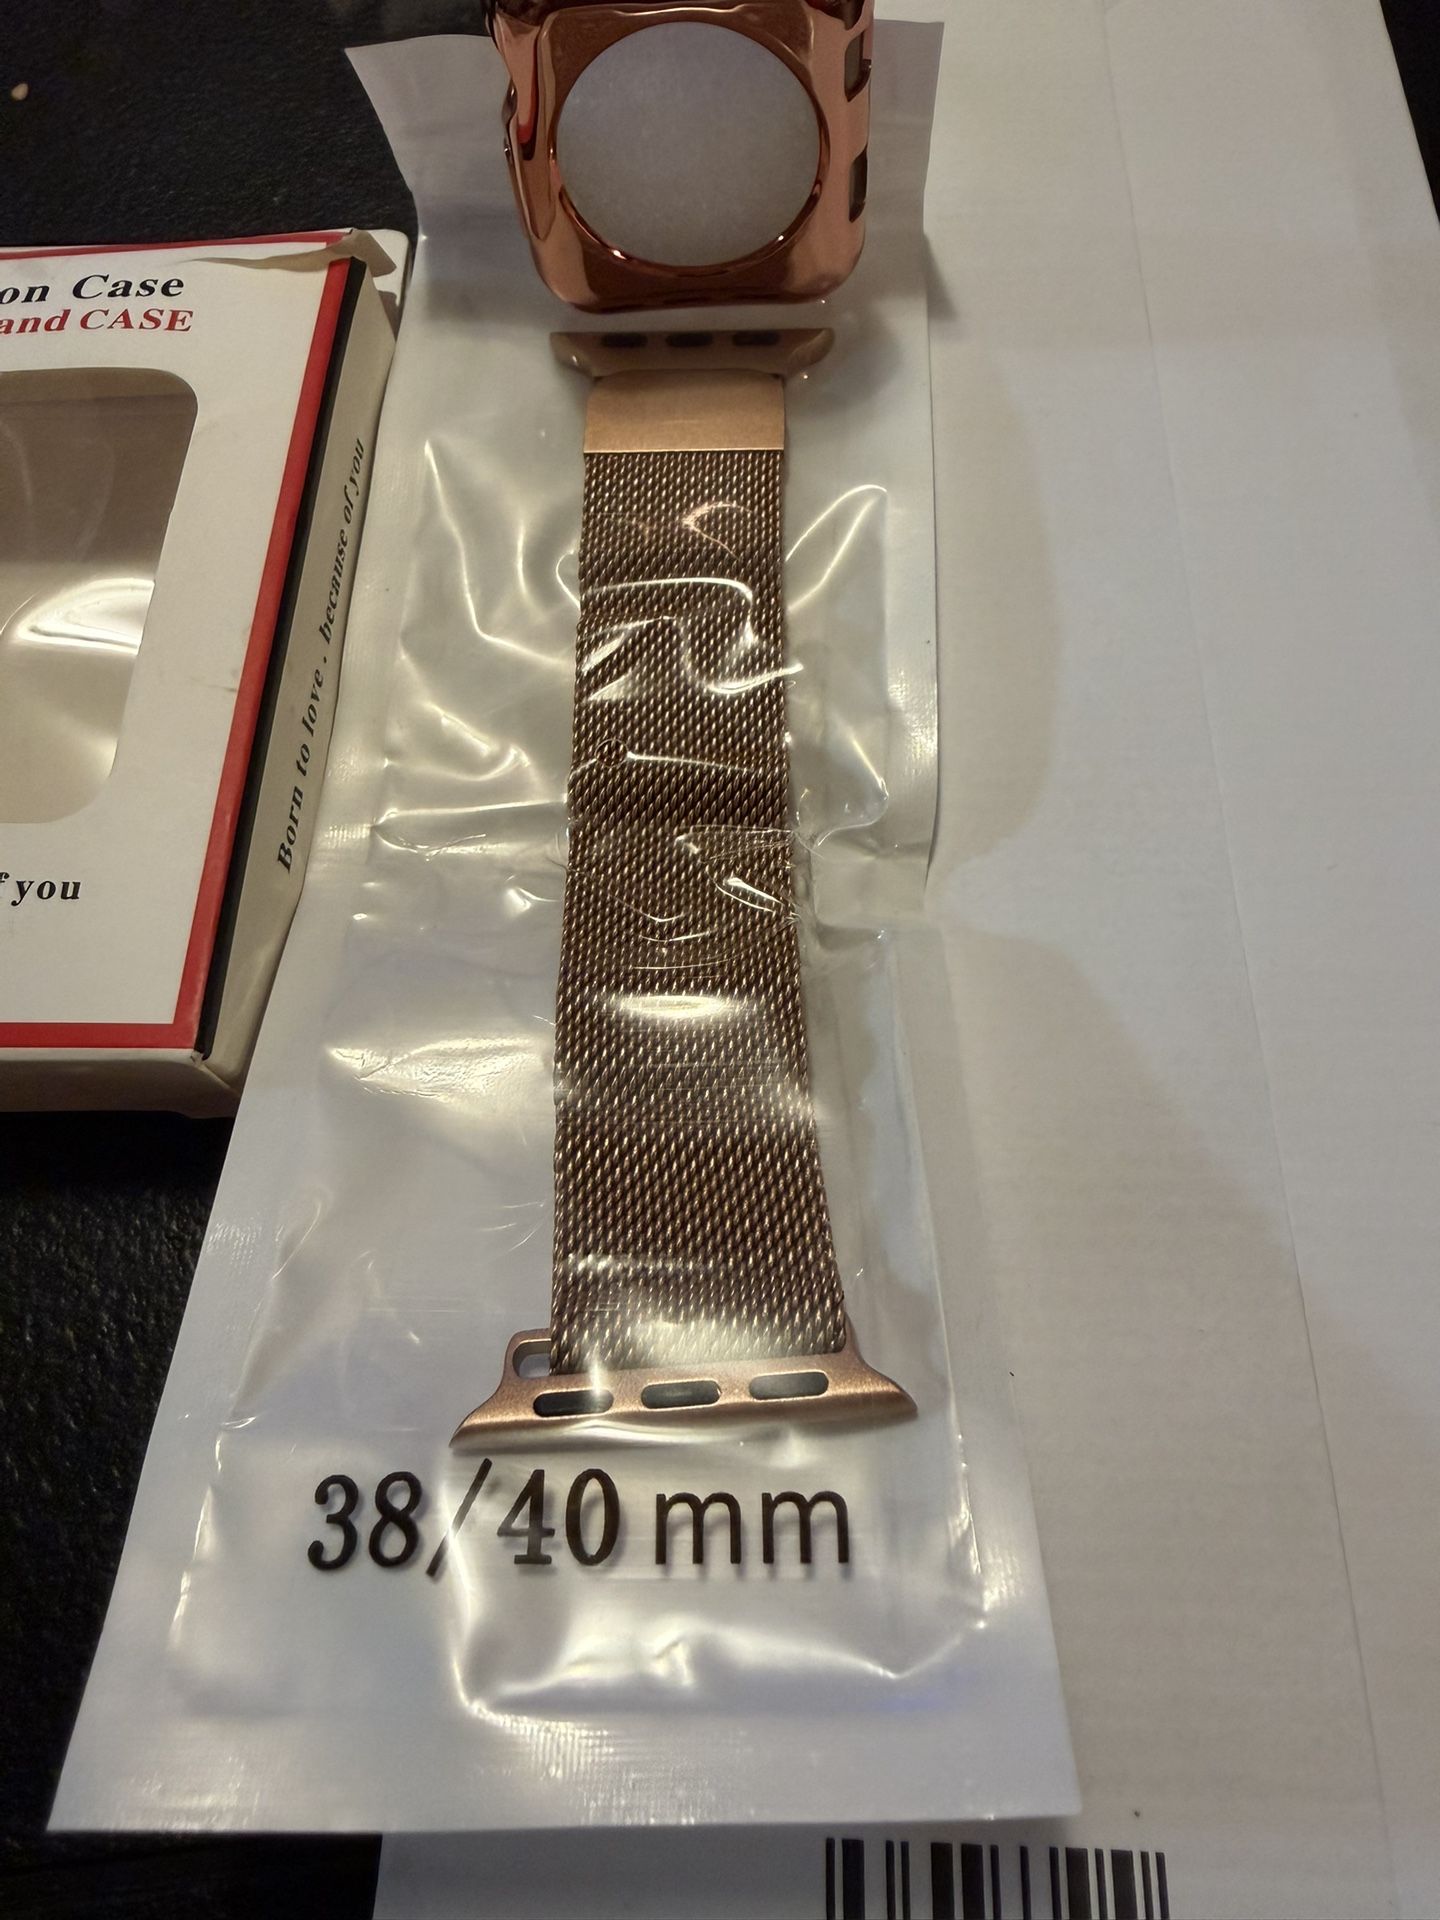 on Case
and CASE
Born to love . because of you
f you
38/40 mm